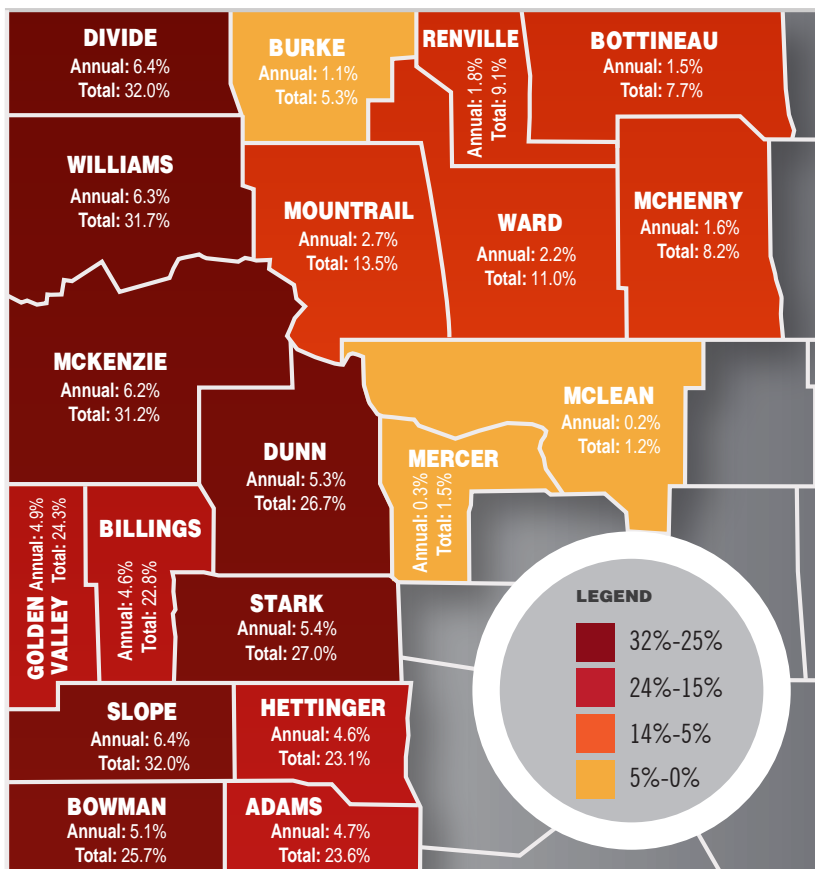 DIVIDE
Annual: 6.4%
Total: 32.0%
BURKE
Annual: 1.1%
Total: 5.3%
RENVILLE
Annual: 1.8%
Total: 9.1%
BOTTINEAU
Annual: 1.5%
Total: 7.7%
WILLIAMS
Annual: 6.3%
Total: 31.7%
MOUNTRAIL
Annual: 2.7%
Total: 13.5%
WARD
Annual: 2.2%
Total: 11.0%
MCHENRY
Annual: 1.6%
Total: 8.2%
MCKENZIE
Annual: 6.2%
Total: 31.2%
DUNN
Annual: 5.3%
Total: 26.7%
MERCER
Annual: 0.3%
Total: 1.5%
MCLEAN
Annual: 0.2%
Total: 1.2%
GOLDEN
VALLEY
Annual: 4.9%
Total: 24.3%
BILLINGS
Annual: 4.6%
Total: 22.8%
STARK
Annual: 5.4%
Total: 27.0%
SLOPE
Annual: 6.4%
Total: 32.0%
HETTINGER
Annual: 4.6%
Total: 23.1%
BOWMAN
Annual: 5.1%
Total: 25.7%
ADAMS
Annual: 4.7%
Total: 23.6%
LEGEND
32%-25%
24%-15%
14%-5%
5%-0%